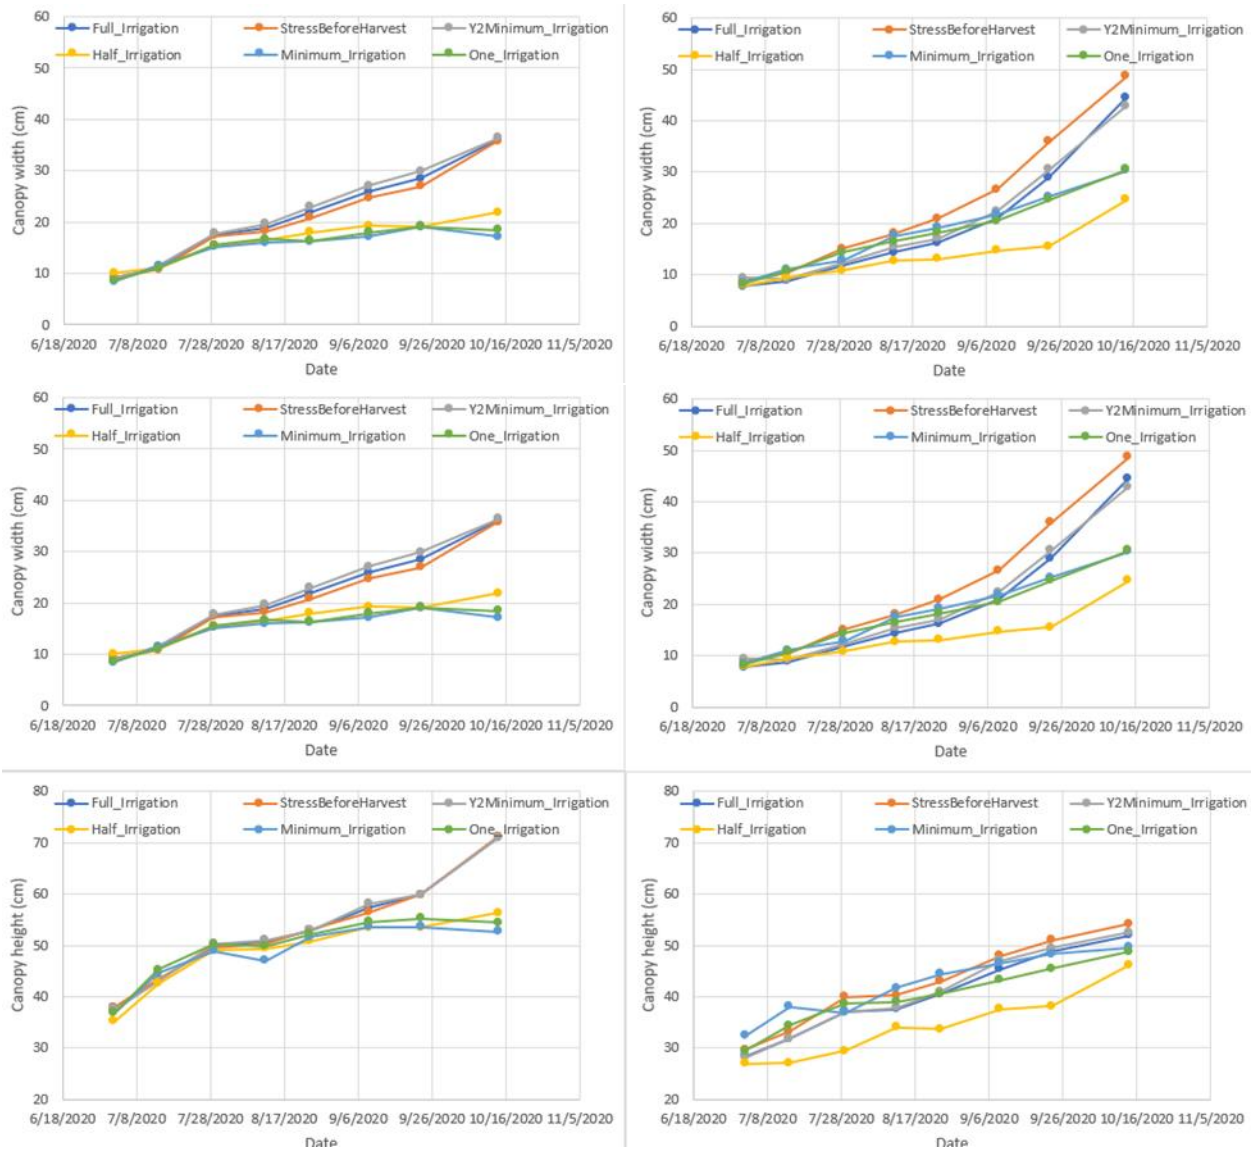 60
50
40
30
20
10
0
Canopy width (cm)
Full_Irrigation StressBeforeHarvest Y2Minimum_Irrigation
Half_Irrigation Minimum_Irrigation One_Irrigation
6/18/2020 7/8/2020 7/28/2020 8/17/2020 9/6/2020 9/26/2020 10/16/2020 11/5/2020
Date
60
50
40
30
20
10
0
Canopy width (cm)
Full_Irrigation StressBeforeHarvest Y2Minimum_Irrigation
Half_Irrigation Minimum_Irrigation One_Irrigation
6/18/2020 7/8/2020 7/28/2020 8/17/2020 9/6/2020 9/26/2020 10/16/2020 11/5/2020
Date
60
50
40
30
20
10
0
Canopy width (cm)
Full_Irrigation StressBeforeHarvest Y2Minimum_Irrigation
Half_Irrigation Minimum_Irrigation One_Irrigation
6/18/2020 7/8/2020 7/28/2020 8/17/2020 9/6/2020 9/26/2020 10/16/2020 11/5/2020
Date
60
50
40
30
20
10
0
Canopy width (cm)
Full_Irrigation StressBeforeHarvest Y2Minimum_Irrigation
Half_Irrigation Minimum_Irrigation One_Irrigation
6/18/2020 7/8/2020 7/28/2020 8/17/2020 9/6/2020 9/26/2020 10/16/2020 11/5/2020
Date
80
70
60
50
40
30
20
Canopy height (cm)
Full_Irrigation StressBeforeHarvest Y2Minimum_Irrigation
Half_Irrigation Minimum_Irrigation One_Irrigation
6/18/2020 7/8/2020 7/28/2020 8/17/2020 9/6/2020 9/26/2020 10/16/2020 11/5/2020
Date
80
70
60
50
40
30
20
Canopy height (cm)
Full_Irrigation StressBeforeHarvest Y2Minimum_Irrigation
Half_Irrigation Minimum_Irrigation One_Irrigation
6/18/2020 7/8/2020 7/28/2020 8/17/2020 9/6/2020 9/26/2020 10/16/2020 11/5/2020
Date